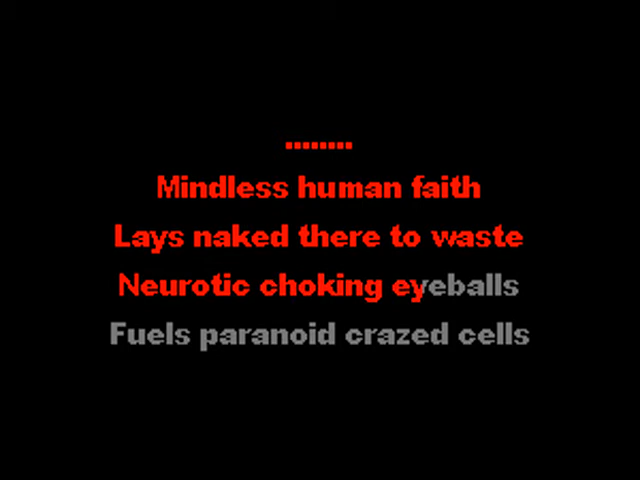 ........
Mindless human faith
Lays naked there to waste
Neurotic choking eyeballs
Fuels paranoid crazed cells